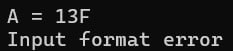 A = 13F
Input format error